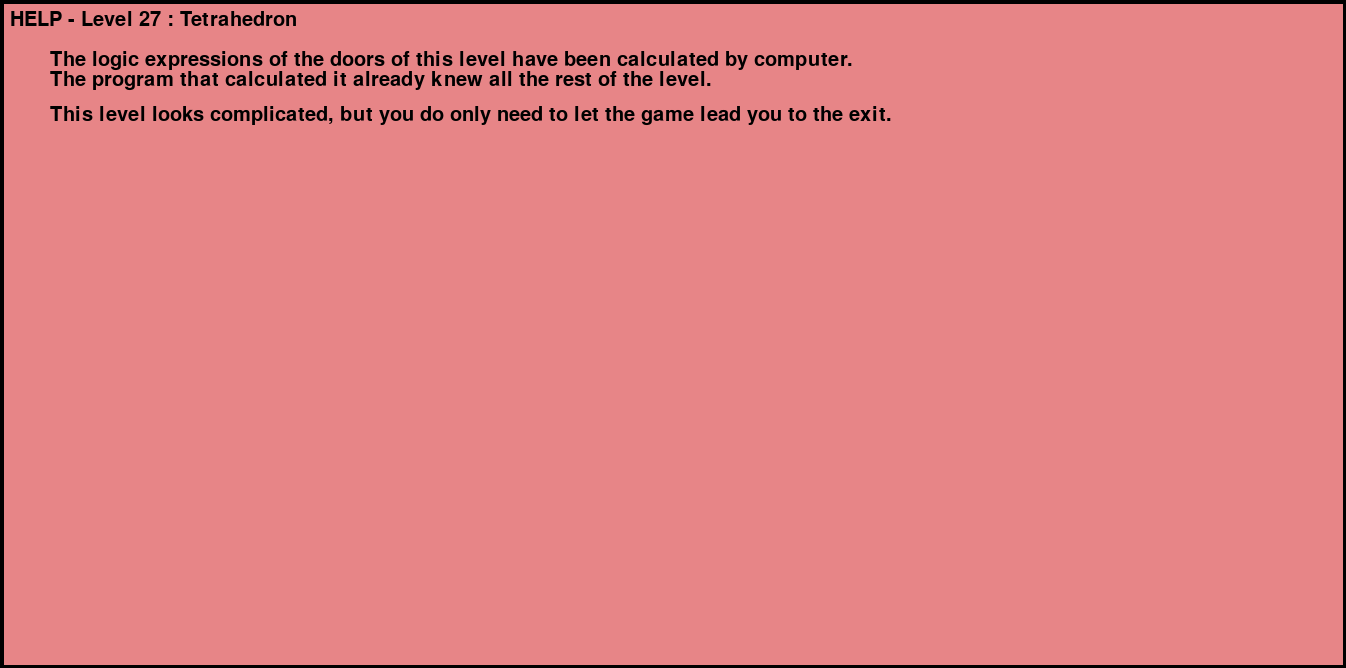 HELP - Level 27 : Tetrahedron
The logic expressions of the doors of this level have been calculated by computer.
The program that calculated it already knew all the rest of the level.
This level looks complicated, but you do only need to let the game lead you to the exit.